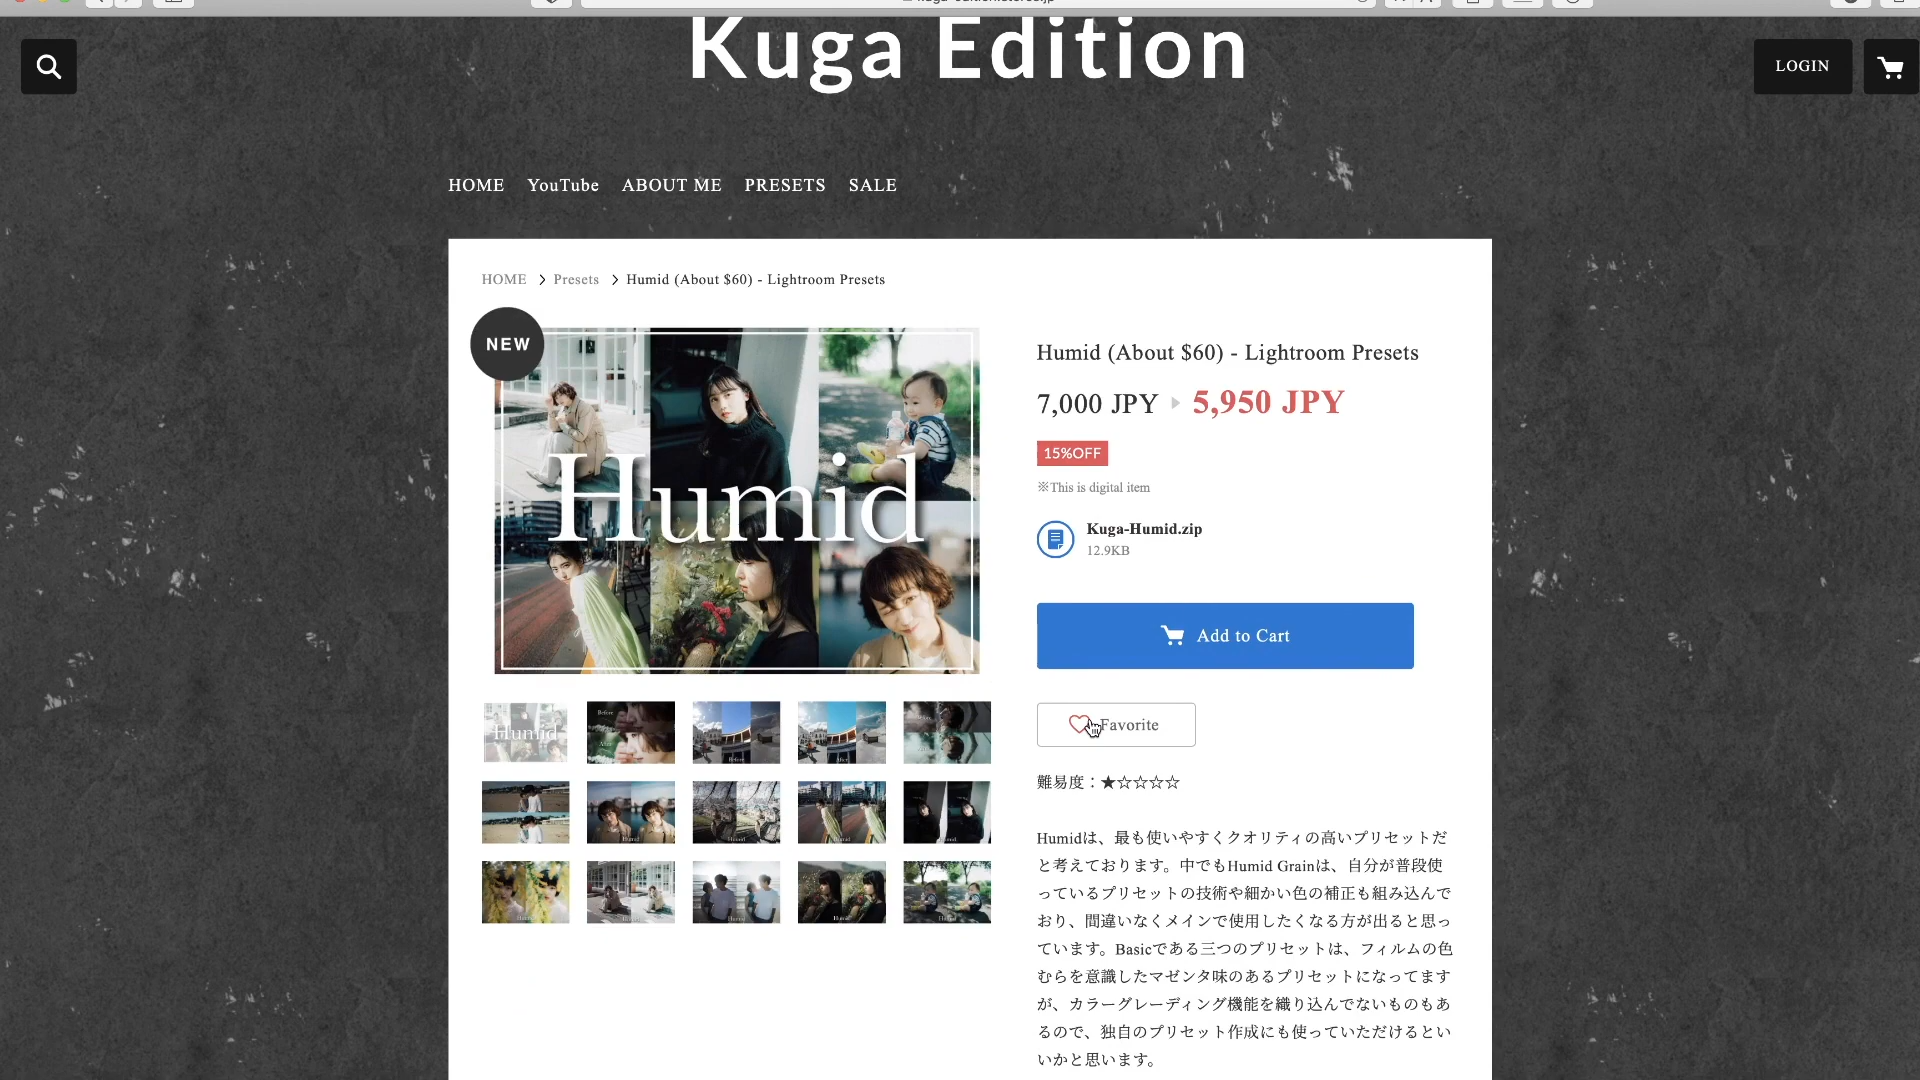 Kuga Edition
LOGIN
HOME YouTube ABOUT ME PRESETS SALE
HOME > Presets > Humid (About $60) - Lightroom Presets
NEW
Humid
Humid (About $60) - Lightroom Presets
7,000 JPY ▶ 5,950 JPY
15%OFF
※This is digital item
Kuga-Humid.zip
12.9KB
Add to Cart
Favorite
難易度：★☆☆☆☆
Humidは、最も使いやすくクオリティの高いプリセットだ
と考えております。中でもHumid Grainは、自分が普段使
っているプリセットの技術や細かい色の補正も組み込んで
おり、間違いなくメインで使用したくなる方が出ると思っ
ています。Basicである三つのプリセットは、フィルムの色
むらを意識したマゼンタ味のあるプリセットになってます
が、カラーグレーディング機能を織り込んでないものもあ
るので、独自のプリセット作成にも使っていただけるとい
いかと思います。
Humid
Before
After
Before
After